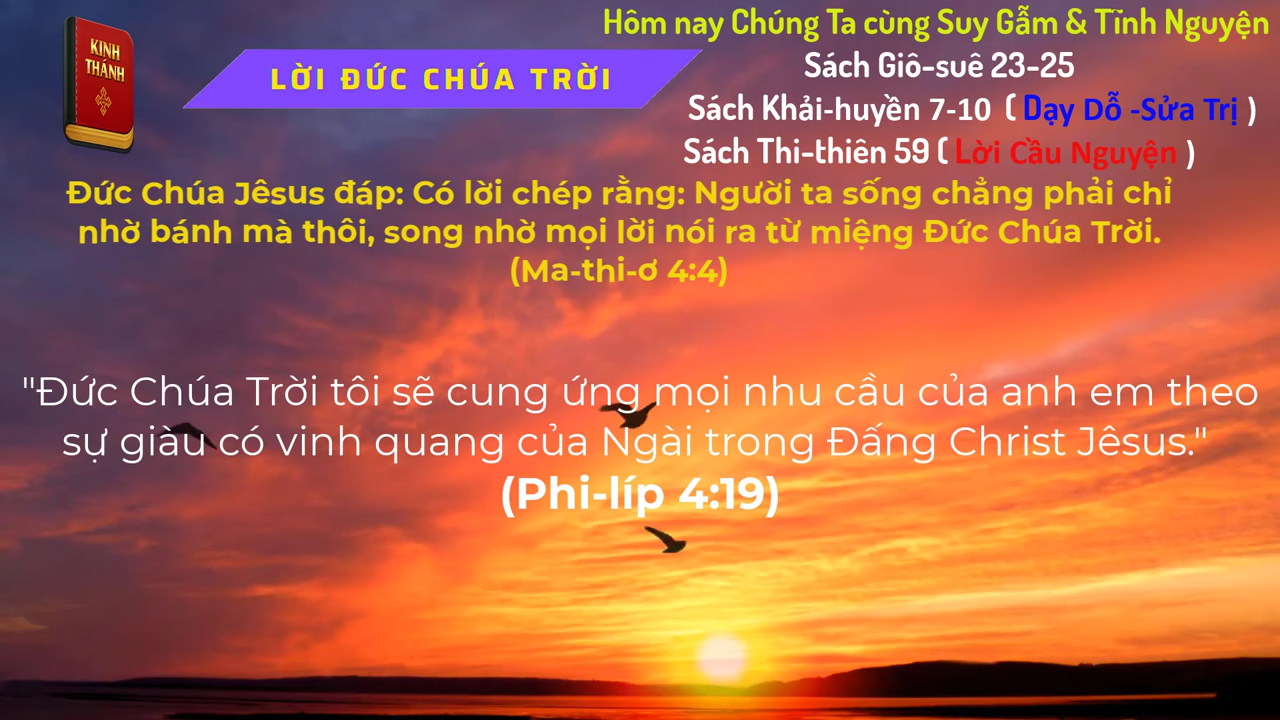 KINH
THÁNH
LỜI ĐỨC CHÚA TRỜI
Hôm nay Chúng Ta cùng Suy Gẫm & Tĩnh Nguyện
Sách Giô-suê 23-25
Sách Khải-huyền 7-10 ( Dạy Dỗ -Sửa Trị )
Sách Thi-thiên 59 ( Lời Cầu Nguyện )
Đức Chúa Jêsus đáp: Có lời chép rằng: Người ta sống chẳng phải chỉ
nhờ bánh mà thôi, song nhờ mọi lời nói ra từ miệng Đức Chúa Trời.
(Ma-thi-ơ 4:4)
"Đức Chúa Trời tôi sẽ cung ứng mọi nhu cầu của anh em theo
sự giàu có vinh quang của Ngài trong Đấng Christ Jêsus."
(Phi-líp 4:19)